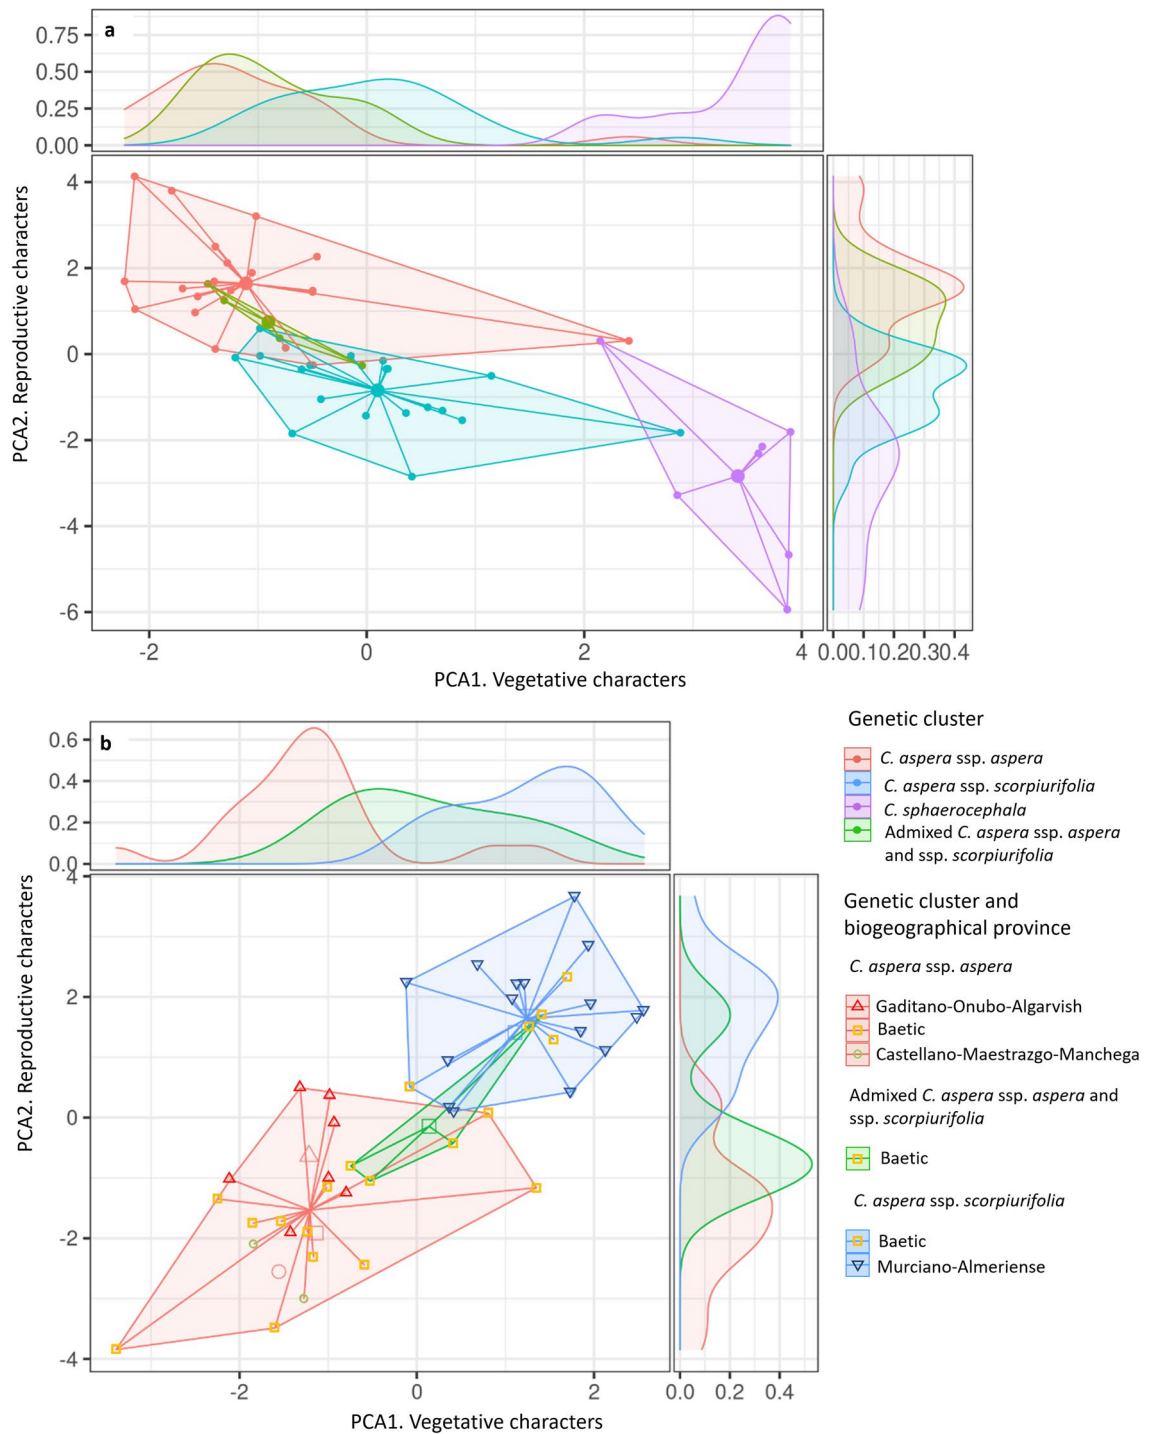 a
0.75
0.50
0.25
0.00
PCA2. Reproductive characters
4
2
0
-2
-4
-6
-2 0 2 4
0.00.10.20.30.4
PCA1. Vegetative characters
b
0.6
0.4
0.2
0.0
PCA2. Reproductive characters
4
2
0
-2
-4
-2 0 2
0.0 0.2 0.4
PCA1. Vegetative characters
Genetic cluster
C. aspera ssp. aspera
C. aspera ssp. scorpiurifolia
C. sphaerocephala
Admixed C. aspera ssp. aspera
and ssp. scorpiurifolia
Genetic cluster and
biogeographical province
C. aspera ssp. aspera
Gaditano-Onubo-Algarvish
Baetic
Castellano-Maestrazgo-Manchega
Admixed C. aspera ssp. aspera and
ssp. scorpiurifolia
Baetic
C. aspera ssp. scorpiurifolia
Baetic
Murciano-Almeriense